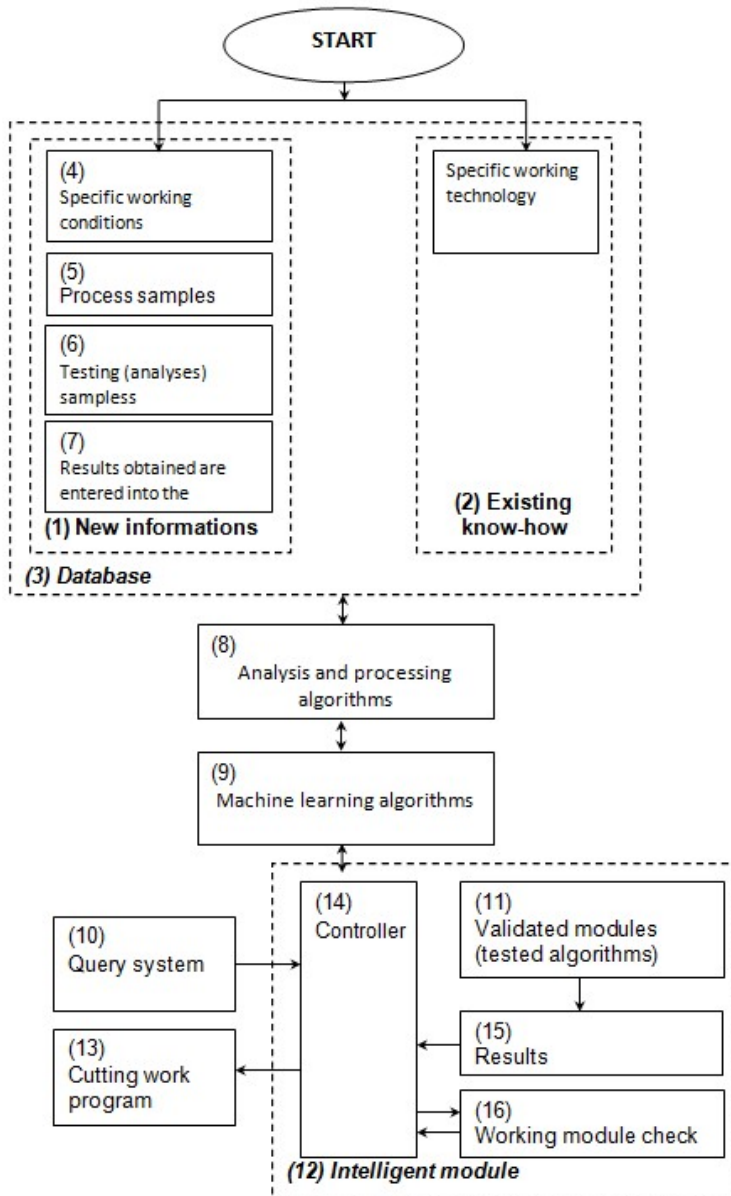 START
(4)
Specific working
conditions
(5)
Process samples
(6)
Testing (analyses)
sampless
(7)
Results obtained are
entered into the
(1) New informations
Specific working
technology
(2) Existing
know-how
(3) Database
(8)
Analysis and processing
algorithms
(9)
Machine learning algorithms
(10)
Query system
(13)
Cutting work
program
(14)
Controller
(11)
Validated modules
(tested algorithms)
(15)
Results
(16)
Working module check
(12) Intelligent module